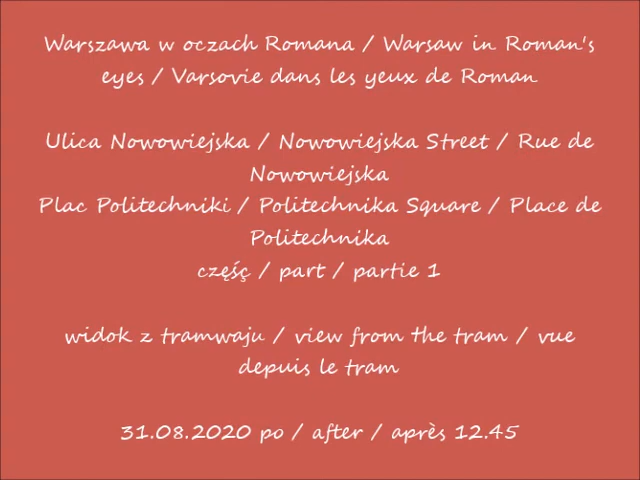 Warszawa w oczach Romana / Warsaw in Roman's
eyes / Varsovie dans les yeux de Roman
Ulica Nowowiejska / Nowowiejska Street / Rue de
Nowowiejska
Plac Politechniki / Politechnika Square / Place de
Politechnika
częśç / part / partie 1
widok z tramwaju / view from the tram / vue
depuis le tram
31.08.2020 po / after / après 12.45